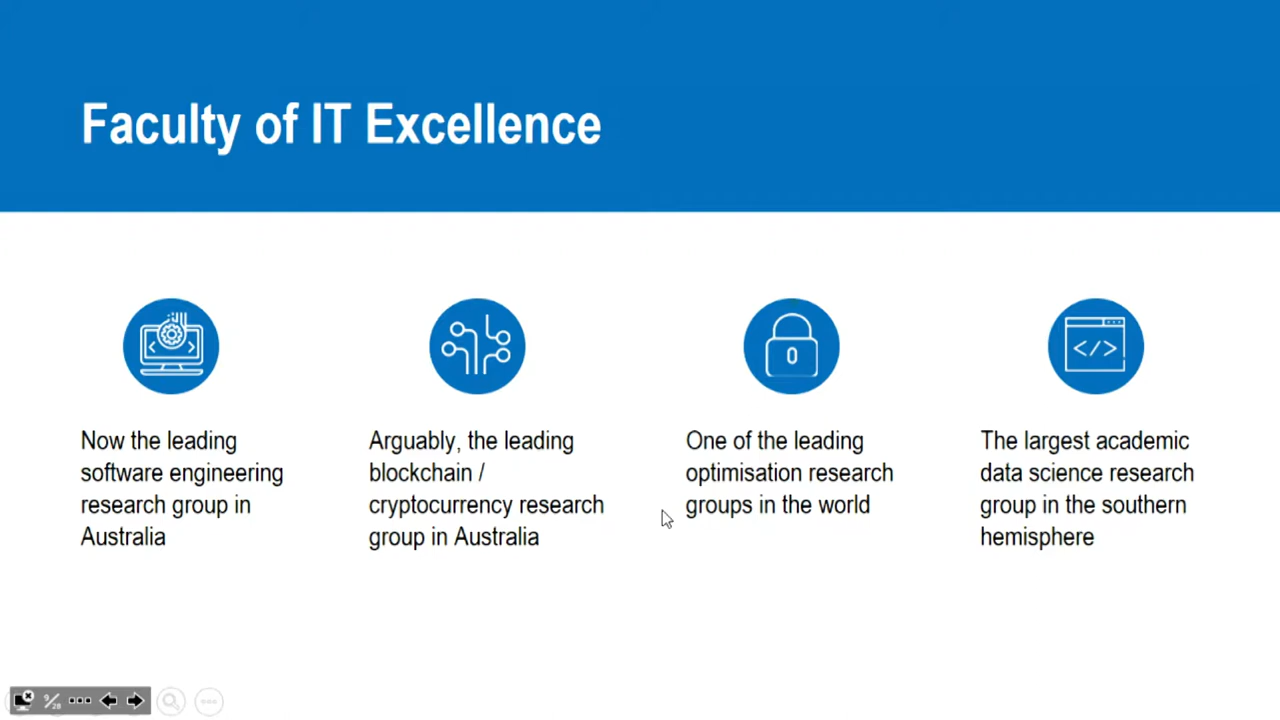 Faculty of IT Excellence
Now the leading
software engineering
research group in
Australia
Arguably, the leading
blockchain /
cryptocurrency research
group in Australia
One of the leading
optimisation research
groups in the world
The largest academic
data science research
group in the southern
hemisphere
9/28